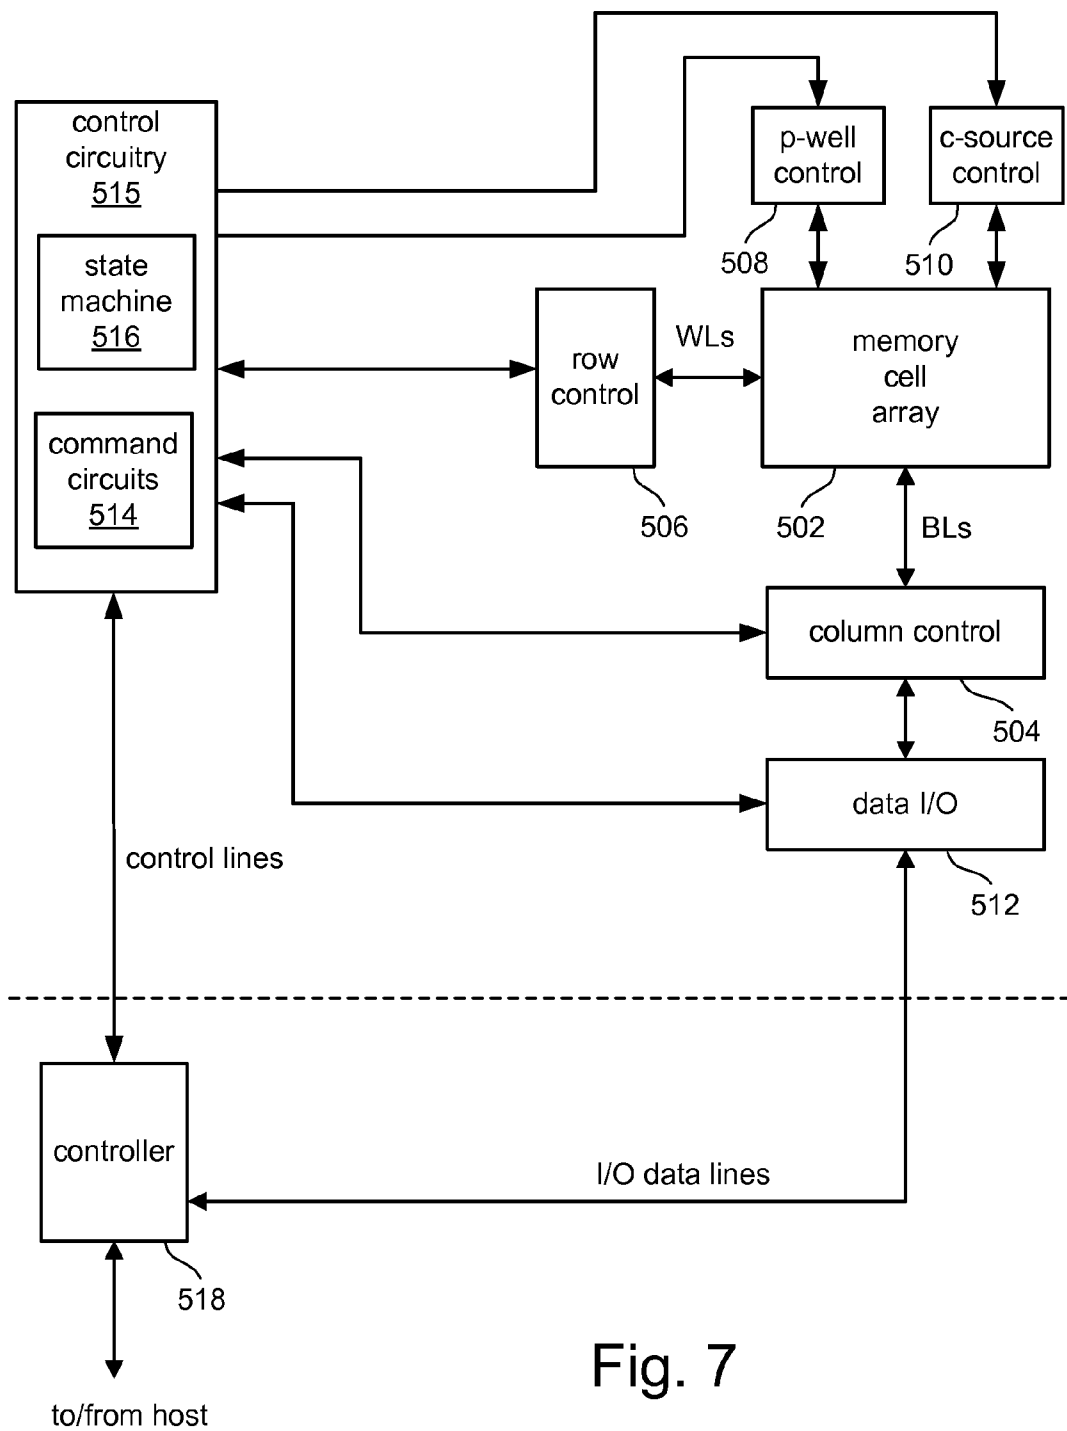 control
circuitry
515
state
machine
516
command
circuits
514
p-well
control
508
c-source
control
510
row
control
506
WLs
memory
cell
array
502
BLs
column control
504
data I/O
512
control lines
controller
518
I/O data lines
to/from host
Fig. 7